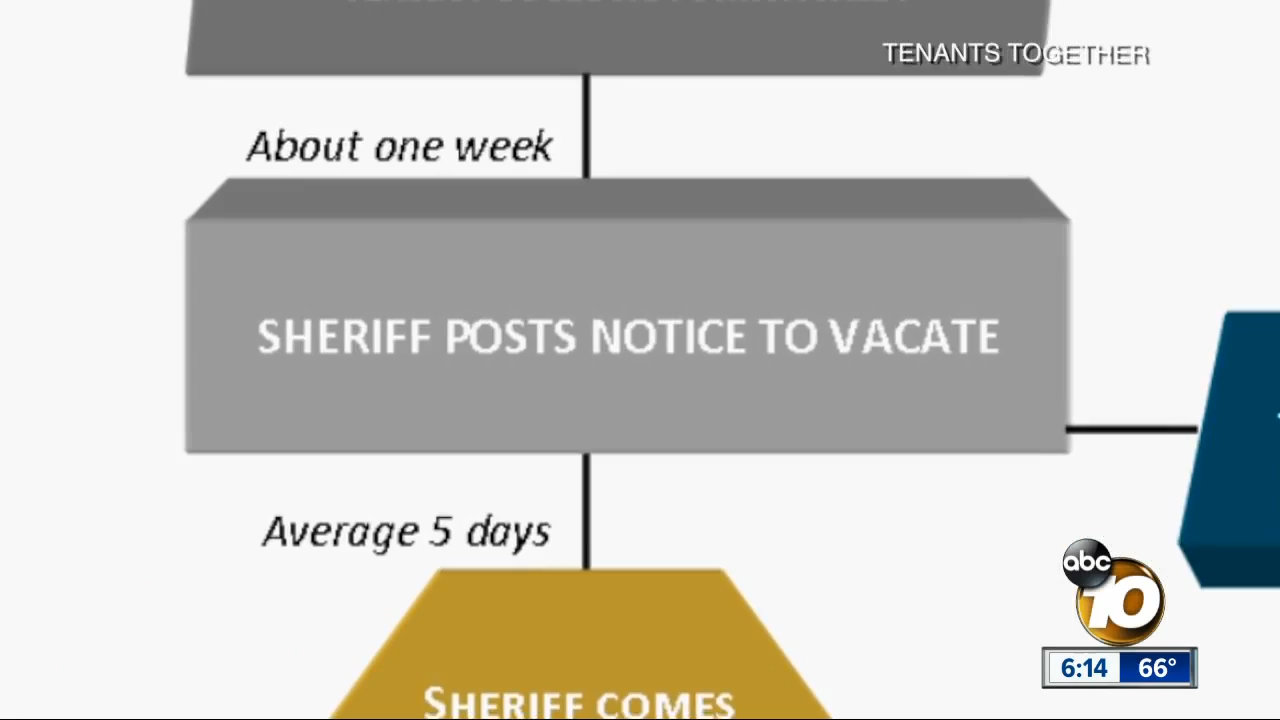 TENANTS TOGETHER
About one week
SHERIFF POSTS NOTICE TO VACATE
Average 5 days
SHERIFF COMES
abc
10
6:14 66°